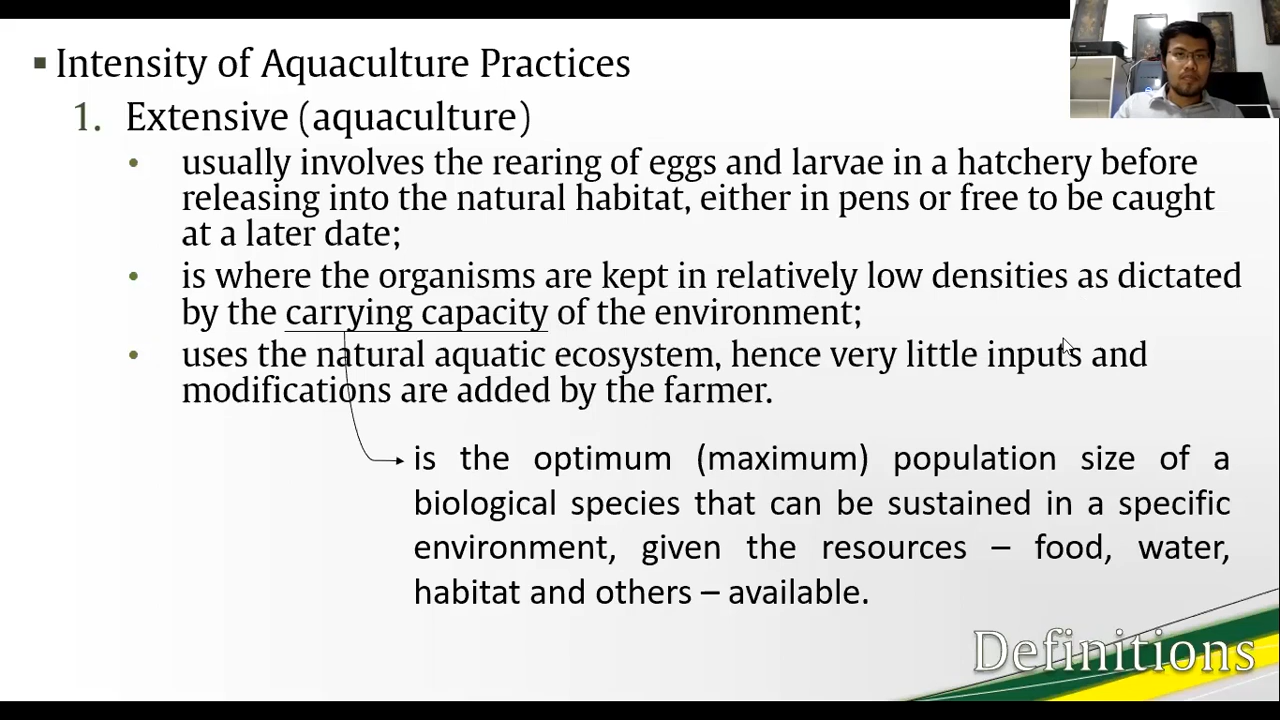 ▪ Intensity of Aquaculture Practices
1. Extensive (aquaculture)
• usually involves the rearing of eggs and larvae in a hatchery before
releasing into the natural habitat, either in pens or free to be caught
at a later date;
• is where the organisms are kept in relatively low densities as dictated
by the carrying capacity of the environment;
• uses the natural aquatic ecosystem, hence very little inputs and
modifications are added by the farmer.
is the optimum (maximum) population size of a
biological species that can be sustained in a specific
environment, given the resources – food, water,
habitat and others – available.
Definitions